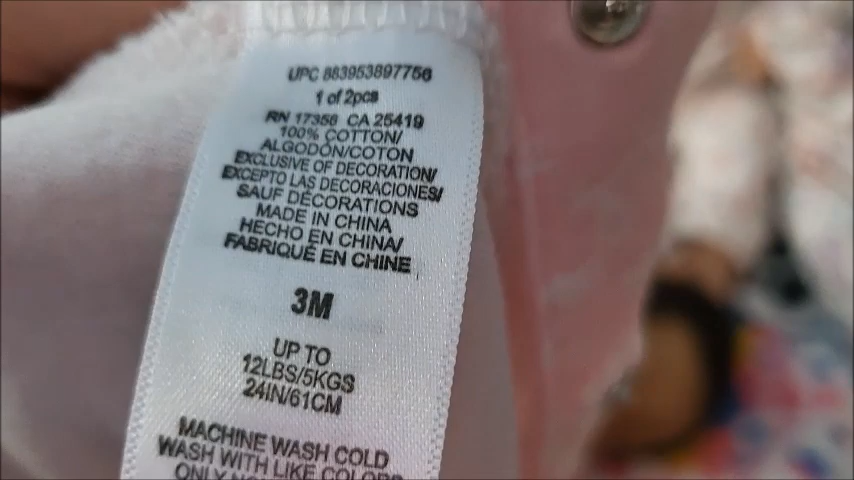 UPC 883953897756
1 of 2pcs
RN 17356 CA 25419
100% COTTON/
ALGODÓN/COTON
EXCLUSIVE OF DECORATION/
EXCEPTO LAS DECORACIONES/
SAUF DÉCORATIONS
MADE IN CHINA
HECHO EN CHINA/
FABRIQUÉ EN CHINE
3M
UP TO
12LBS/5KGS
24IN/61CM
MACHINE WASH COLD
WASH WITH LIKE COLORS
ONLY